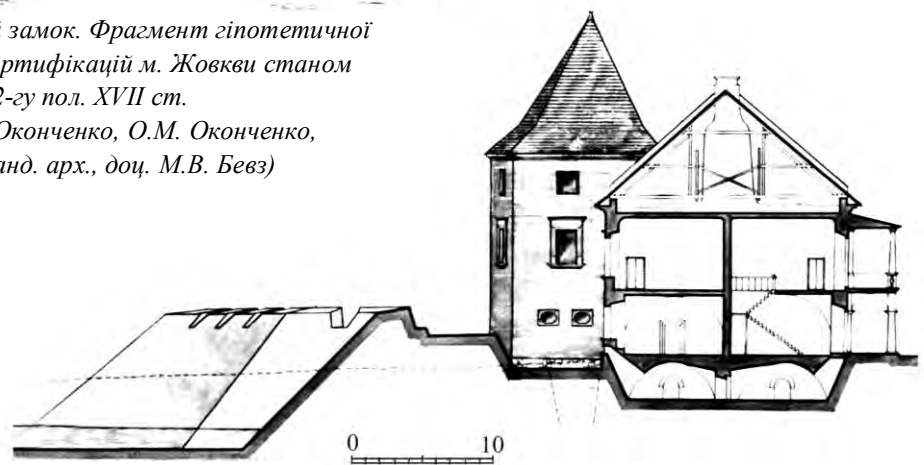 й замок. Фрагмент гіпотетичної
ртифікацій м. Жовкви станом
2-гу пол. XVII ст.
Оконченко, О.М. Оконченко,
анд. арх., доц. М.В. Бевз)
0 10